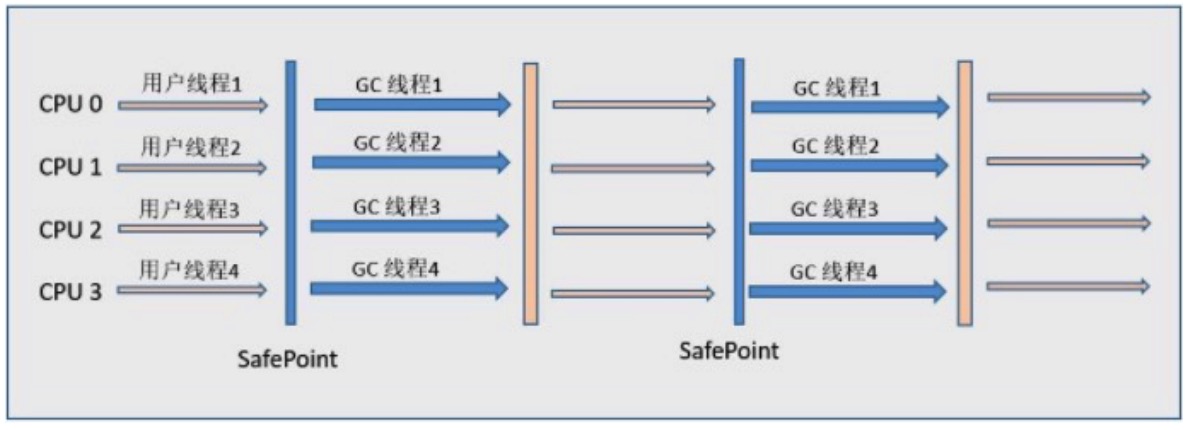 CPU 0 用户线程1 GC 线程1 GC 线程1
CPU 1 用户线程2 GC 线程2 GC 线程2
CPU 2 用户线程3 GC 线程3 GC 线程3
CPU 3 用户线程4 GC 线程4 GC 线程4
SafePoint SafePoint